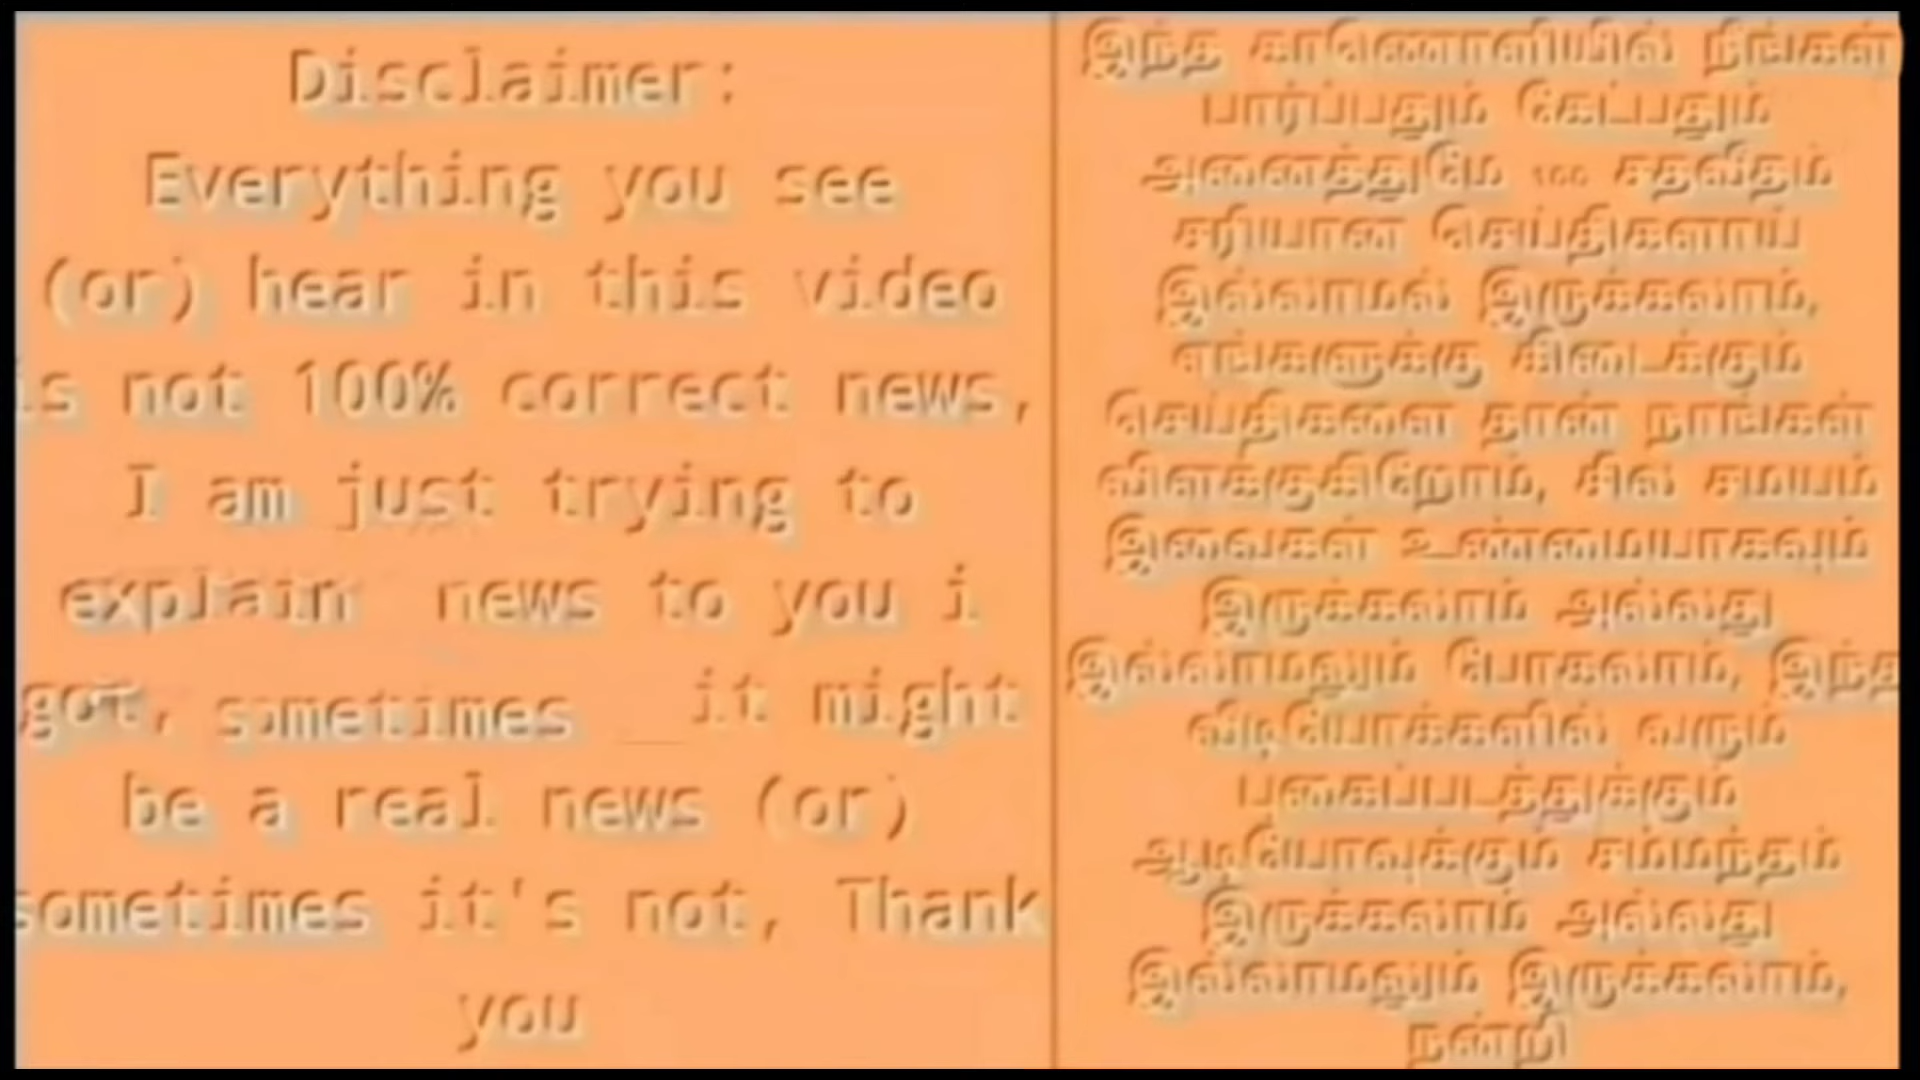 Disclaimer:
Everything you see
(or) hear in this video
is not 100% correct news,
I am just trying to
explain news to you i
got, sometimes __it might
be a real news (or)
sometimes it's not, Thank
you
இந்த காணொளியில் நீங்கள்
பார்ப்பதும் கேட்பதும்
அனைத்துமே 100 சதவீதம்
சரியான செய்திகளாய்
இல்லாமல் இருக்கலாம்,
எங்களுக்கு கிடைக்கும்
செய்திகளை தான் நாங்கள்
விளக்குகிறோம், சில சமயம்
இவைகள் உண்மையாகவும்
இருக்கலாம் அல்லது
இல்லாமலும் போகலாம், இந்த
வீடியோக்களில் வரும்
புகைப்படத்துக்கும்
ஆடியோவுக்கும் சம்மந்தம்
இருக்கலாம் அல்லது
இல்லாமலும் இருக்கலாம்,
நன்றி